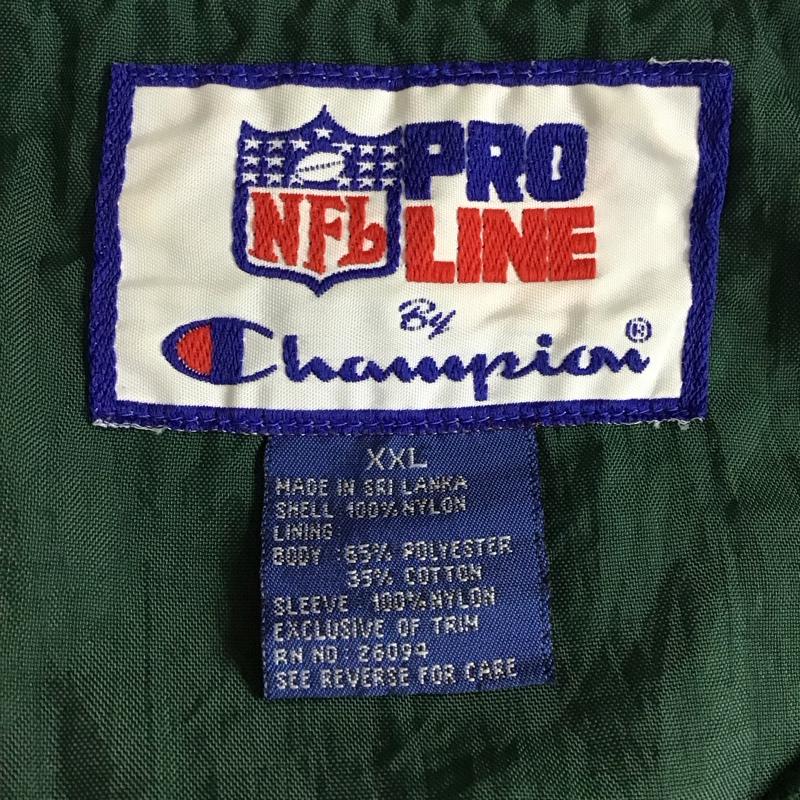 NFL PRO
LINE
By
Champion®
XXL
MADE IN SRI LANKA
SHELL 100% NYLON
LINING
BODY : 65% POLYESTER
35% COTTON
SLEEVE : 100% NYLON
EXCLUSIVE OF TRIM
RN NO : 26094
SEE REVERSE FOR CARE